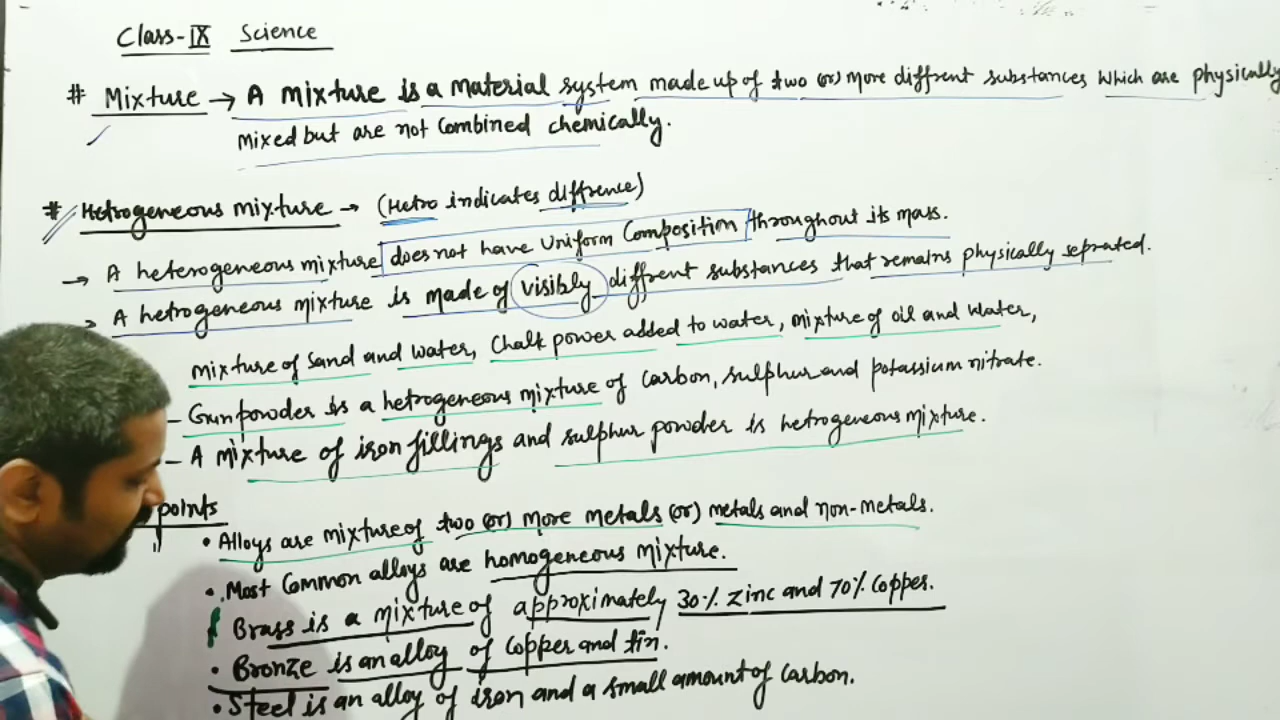 Class-IX Science
# Mixture → A mixture is a material system made up of two (or) more diffrent substances which are physically
mixed but are not combined chemically.
# Hetrogeneous mixture → (Hetro indicates diffrence)
→ A heterogeneous mixture does not have uniform composition throughout its mass.
→ A hetrogeneous mixture is made of visibly diffrent substances that remains physically seprated.
mixture of sand and water, Chalk power added to water, mixture of oil and water,
- Gunpowder is a hetrogeneous mixture of carbon, sulphur and potassium nitrate.
- A mixture of iron fillings and sulphur powder is hetrogeneous mixture.
points
• Alloys are mixture of two (or) more metals (or) metals and non-metals.
• Most common alloys are homogeneous mixture.
Brass is a mixture of approximately 30% zinc and 70% copper.
• Bronze is an alloy of copper and tin.
• Steel is an alloy of iron and a small amount of carbon.